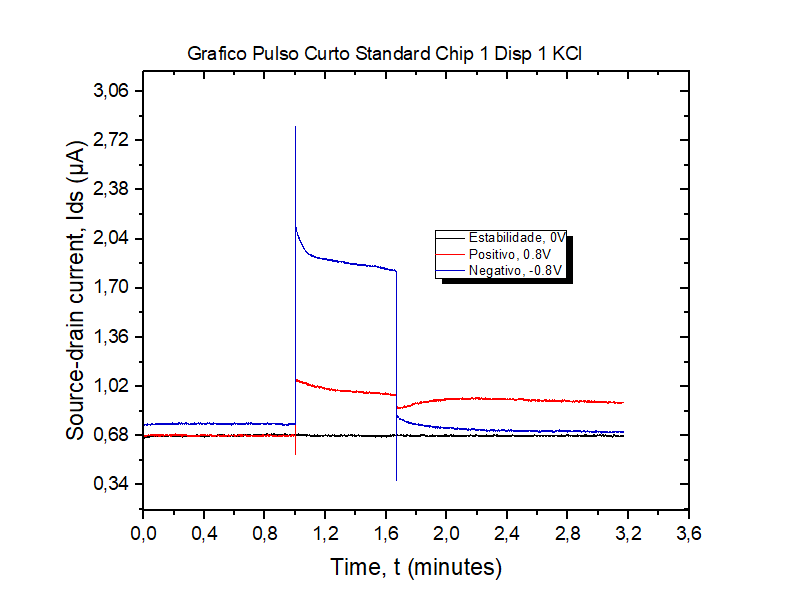 Grafico Pulso Curto Standard Chip 1 Disp 1 KCl
3,06
2,72
2,38
2,04
1,70
1,36
1,02
0,68
0,34
Source-drain current, Ids (µA)
Estabilidade, 0V
Positivo, 0.8V
Negativo, -0.8V
0,0 0,4 0,8 1,2 1,6 2,0 2,4 2,8 3,2 3,6
Time, t (minutes)